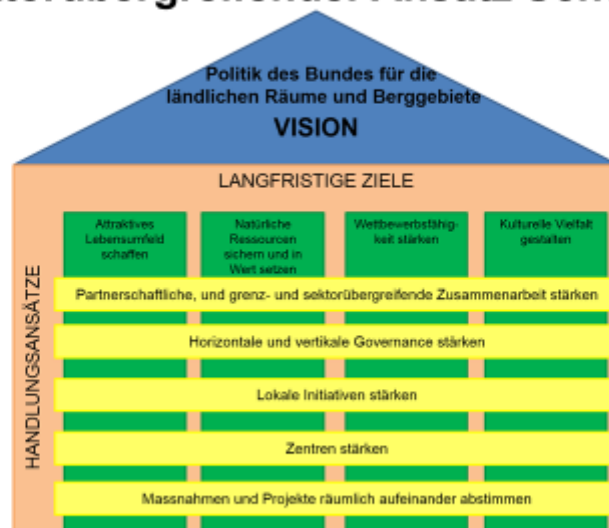 Politik des Bundes für die
ländlichen Räume und Berggebiete
VISION
LANGFRISTIGE ZIELE
Attraktives
Lebensumfeld
schaffen
Natürliche
Ressourcen
sichern und in
Wert setzen
Wettbewerbsfähig-
keit stärken
Kulturelle Vielfalt
gestalten
HANDLUNGSANSÄTZE
Partnerschaftliche, und grenz- und sektorübergreifende Zusammenarbeit stärken
Horizontale und vertikale Governance stärken
Lokale Initiativen stärken
Zentren stärken
Massnahmen und Projekte räumlich aufeinander abstimmen